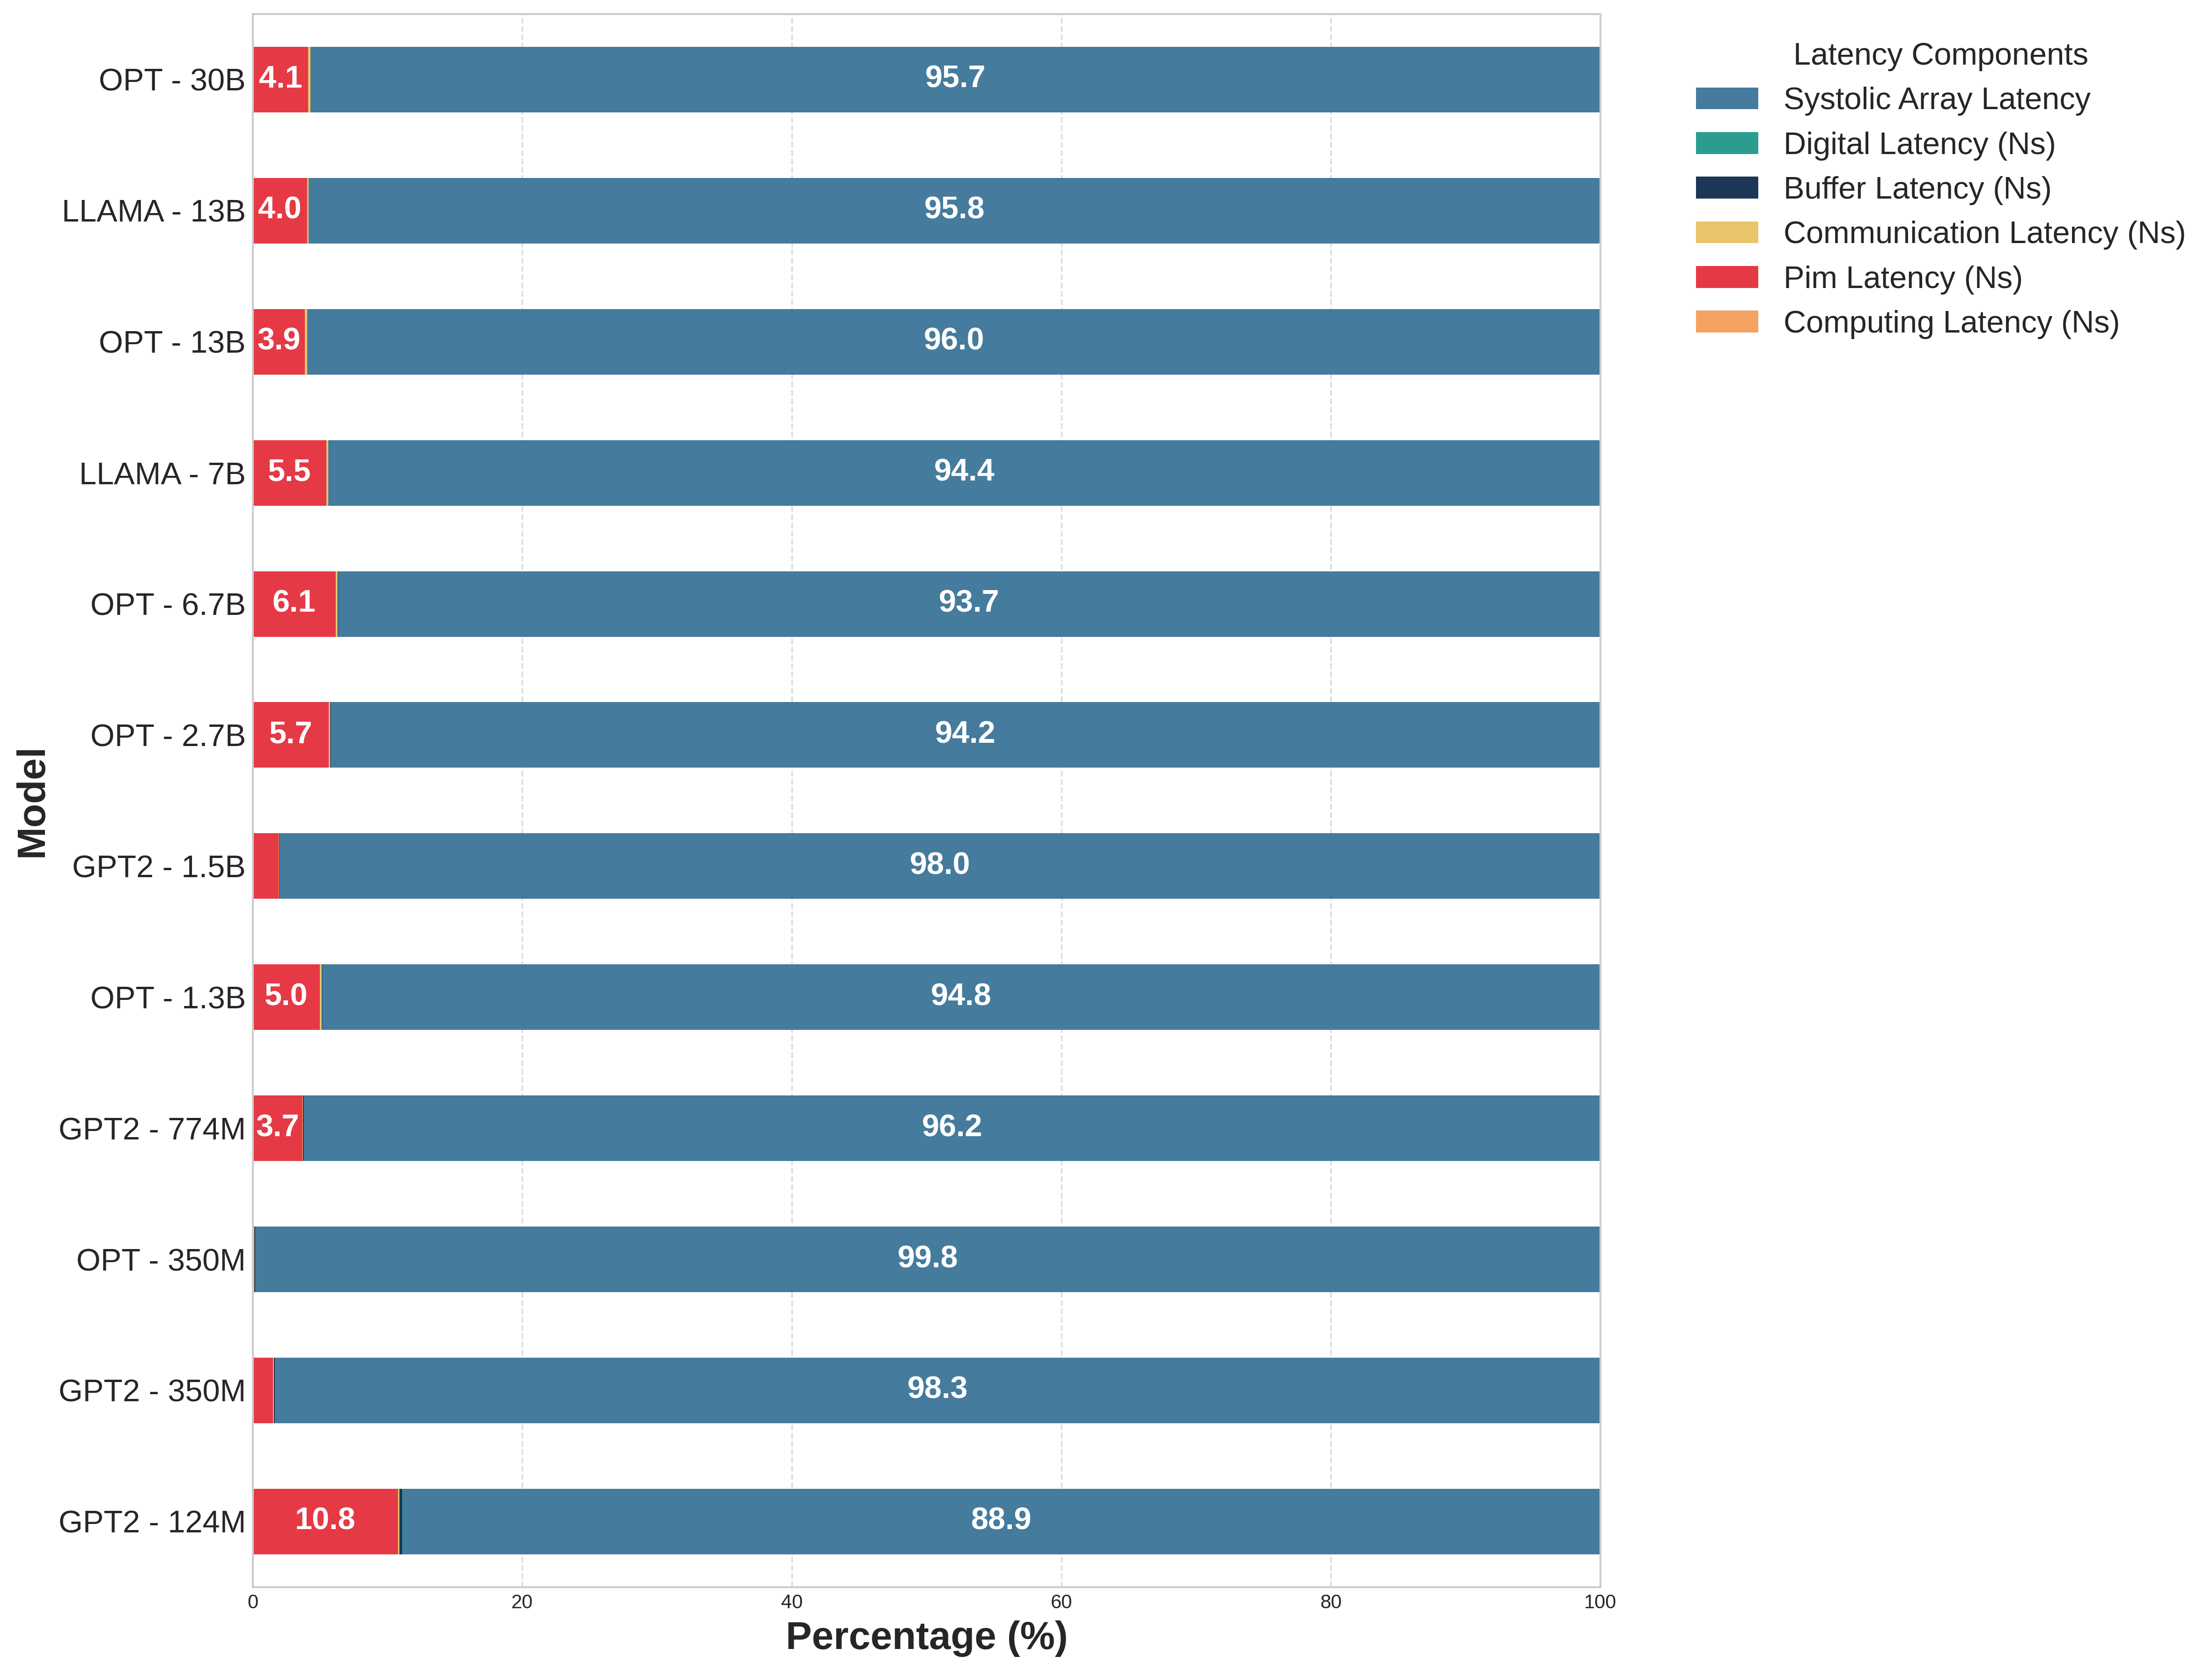 OPT - 30B
4.1
95.7
LLAMA - 13B
4.0
95.8
OPT - 13B
3.9
96.0
LLAMA - 7B
5.5
94.4
OPT - 6.7B
6.1
93.7
OPT - 2.7B
5.7
94.2
GPT2 - 1.5B
98.0
OPT - 1.3B
5.0
94.8
GPT2 - 774M
3.7
96.2
OPT - 350M
99.8
GPT2 - 350M
98.3
GPT2 - 124M
10.8
88.9
Model
0 20 40 60 80 100
Percentage (%)
Latency Components
Systolic Array Latency
Digital Latency (Ns)
Buffer Latency (Ns)
Communication Latency (Ns)
Pim Latency (Ns)
Computing Latency (Ns)